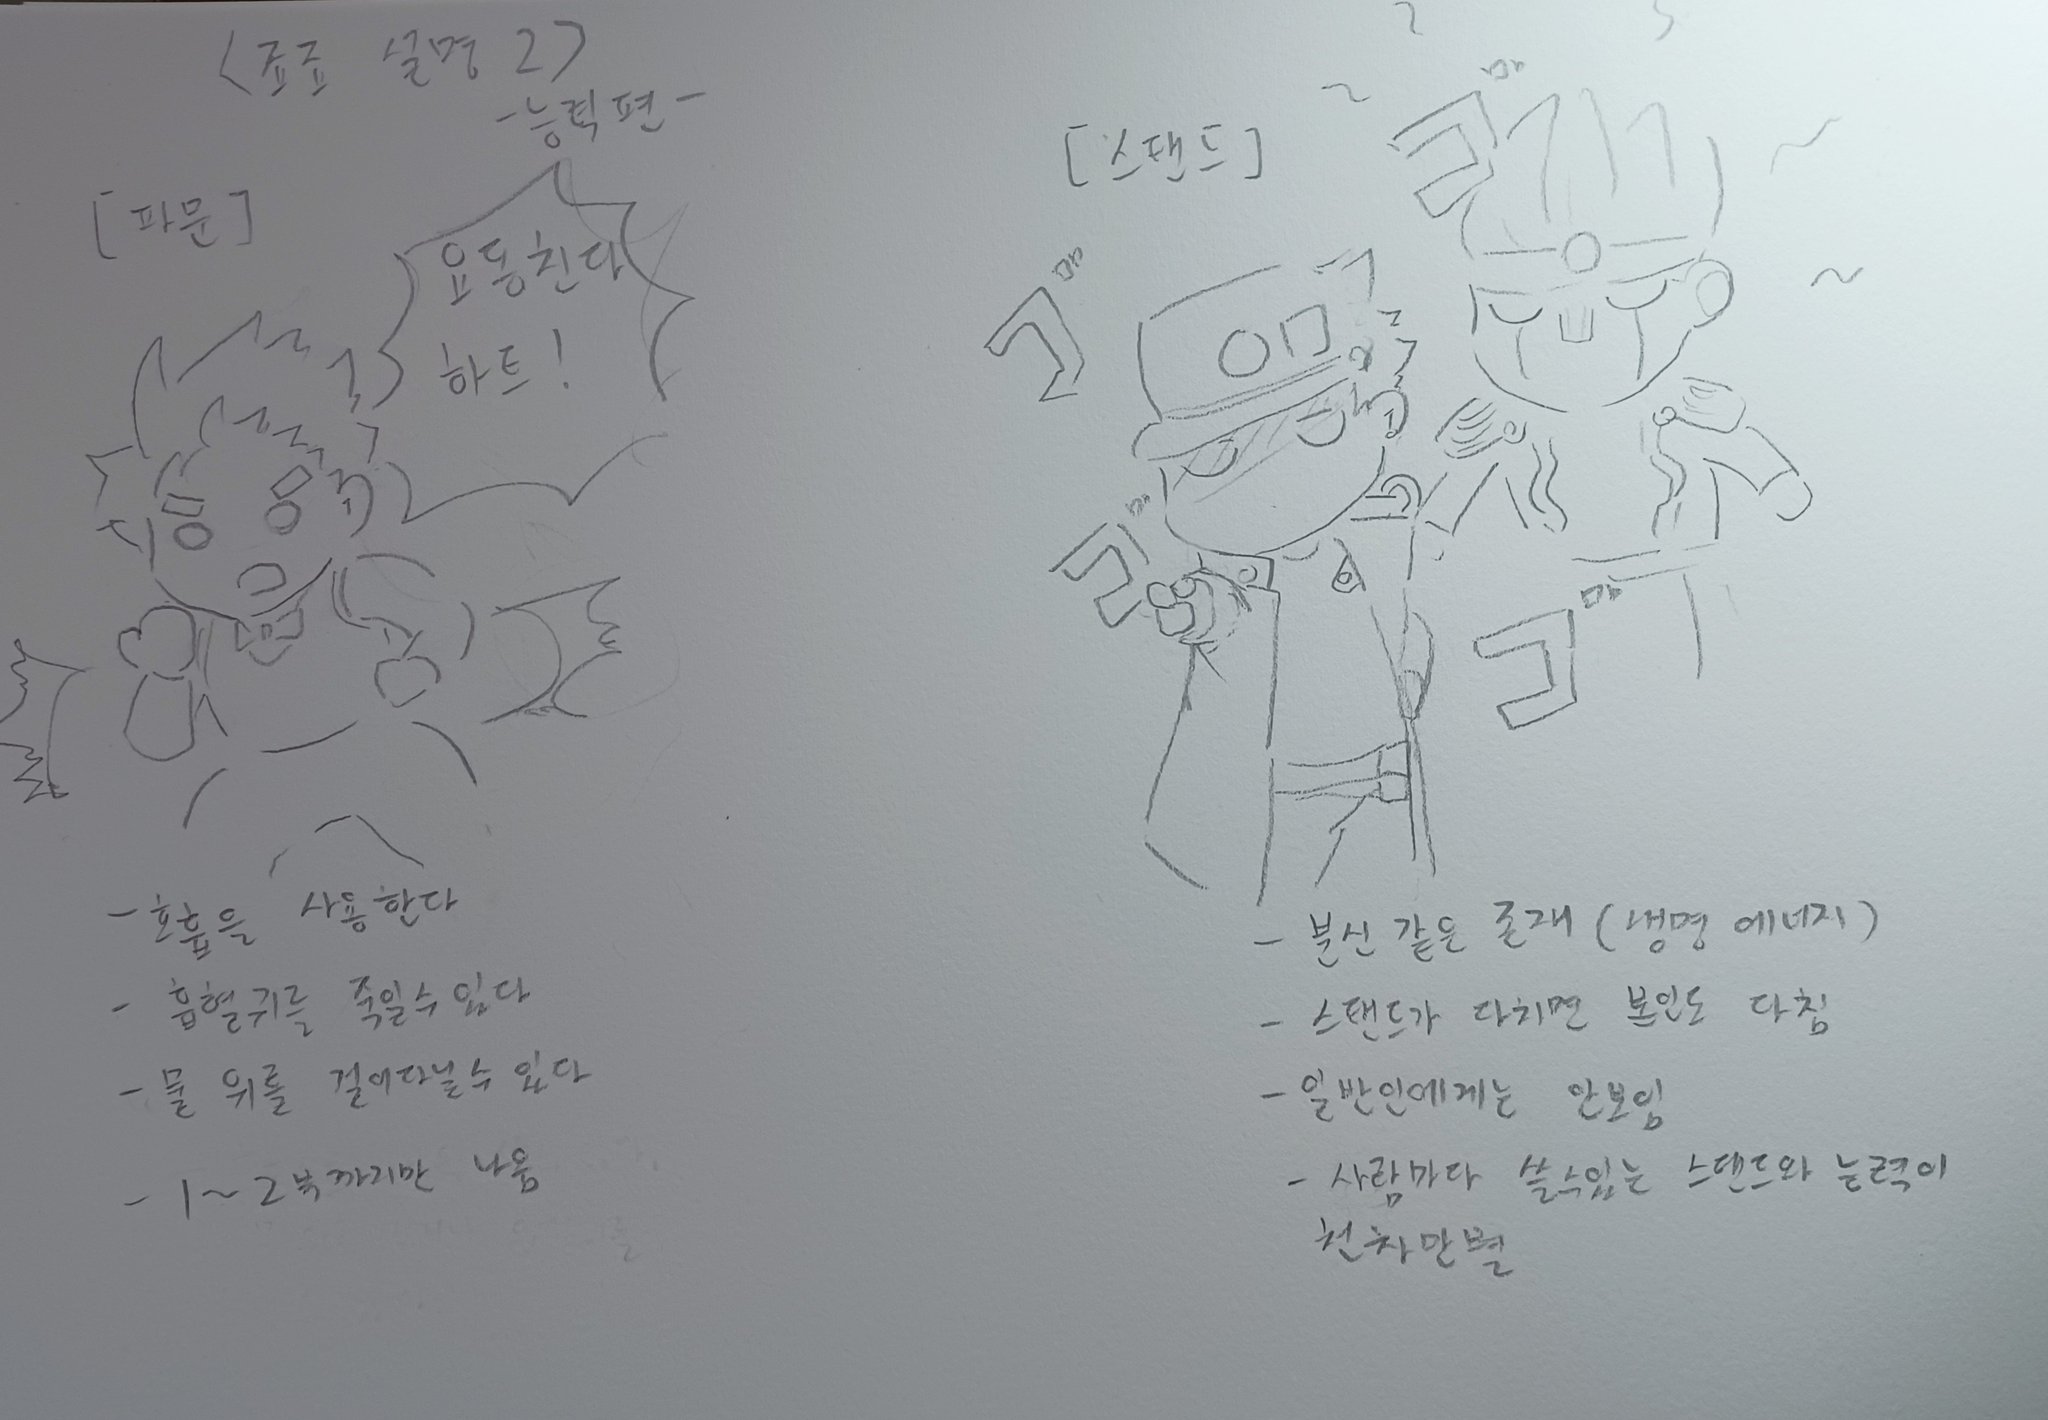 <죠죠 설명 2>
-능력편-
[파문]
요동친다
하트!
- 호흡을 사용한다
- 흡혈귀를 죽일수있다
- 물 위를 걸어다닐수있다
- 1~2부까지만 나옴
[스탠드]
고
고
고
고
- 분신 같은 존재 (생명 에너지)
- 스탠드가 다치면 본인도 다침
- 일반인에게는 안보임
- 사람마다 쓸수있는 스탠드와 능력이
천차만별